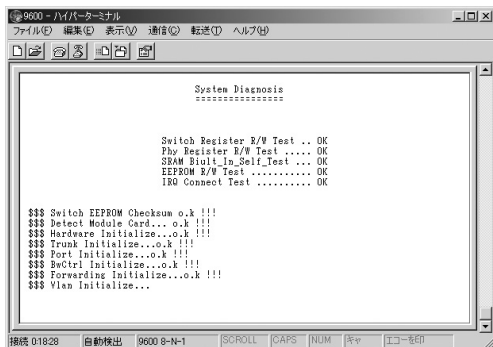 9600 - ハイパーターミナル
ファイル(F) 編集(E) 表示(V) 通信(C) 転送(T) ヘルプ(H)
System Diagnosis
================
Switch Register R/W Test .. OK
Phy Register R/W Test ..... OK
SRAM Biult_In_Self_Test ... OK
EEPROM R/W Test ........... OK
IRQ Connect Test .......... OK
$$$ Switch EEPROM Checksum o.k !!!
$$$ Detect Module Card... o.k !!!
$$$ Hardware Initialize...o.k !!!
$$$ Trunk Initialize...o.k !!!
$$$ Port Initialize...o.k !!!
$$$ BwCtrl Initialize...o.k !!!
$$$ Forwarding Initialize...o.k !!!
$$$ Vlan Initialize...
接続 0:18:28 自動検出 9600 8-N-1 SCROLL CAPS NUM キャ エコーを印